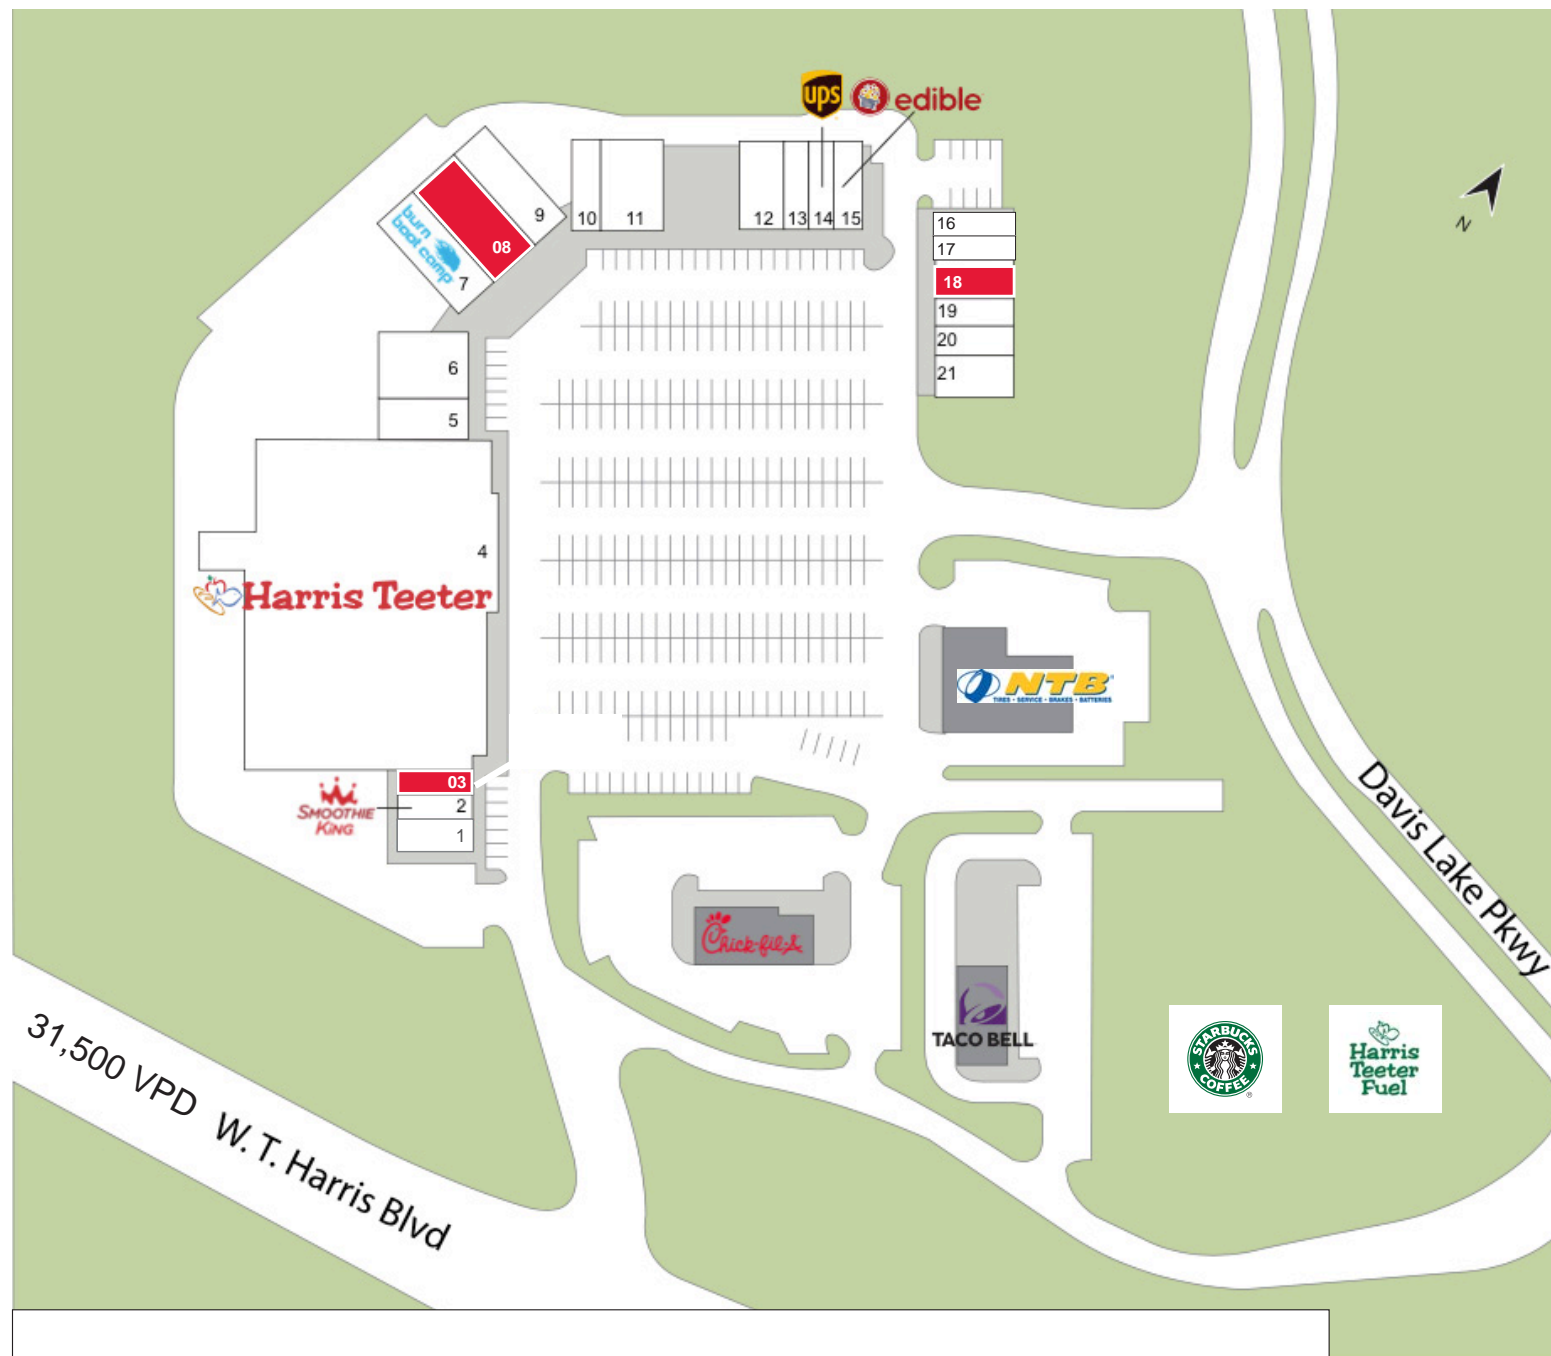 ups edible
16
17
18
19
20
21
N
9
08
burn
boot camp
7
10
11
12
13
14
15
6
5
4
Harris Teeter
03
2
1
SMOOTHIE
KING
NTB
TIRES • SERVICE • BRAKES • BATTERIES
Chick-fil-A
TACO BELL
STARBUCKS
COFFEE
Harris
Teeter
Fuel
Davis Lake Pkwy
31,500 VPD W. T. Harris Blvd